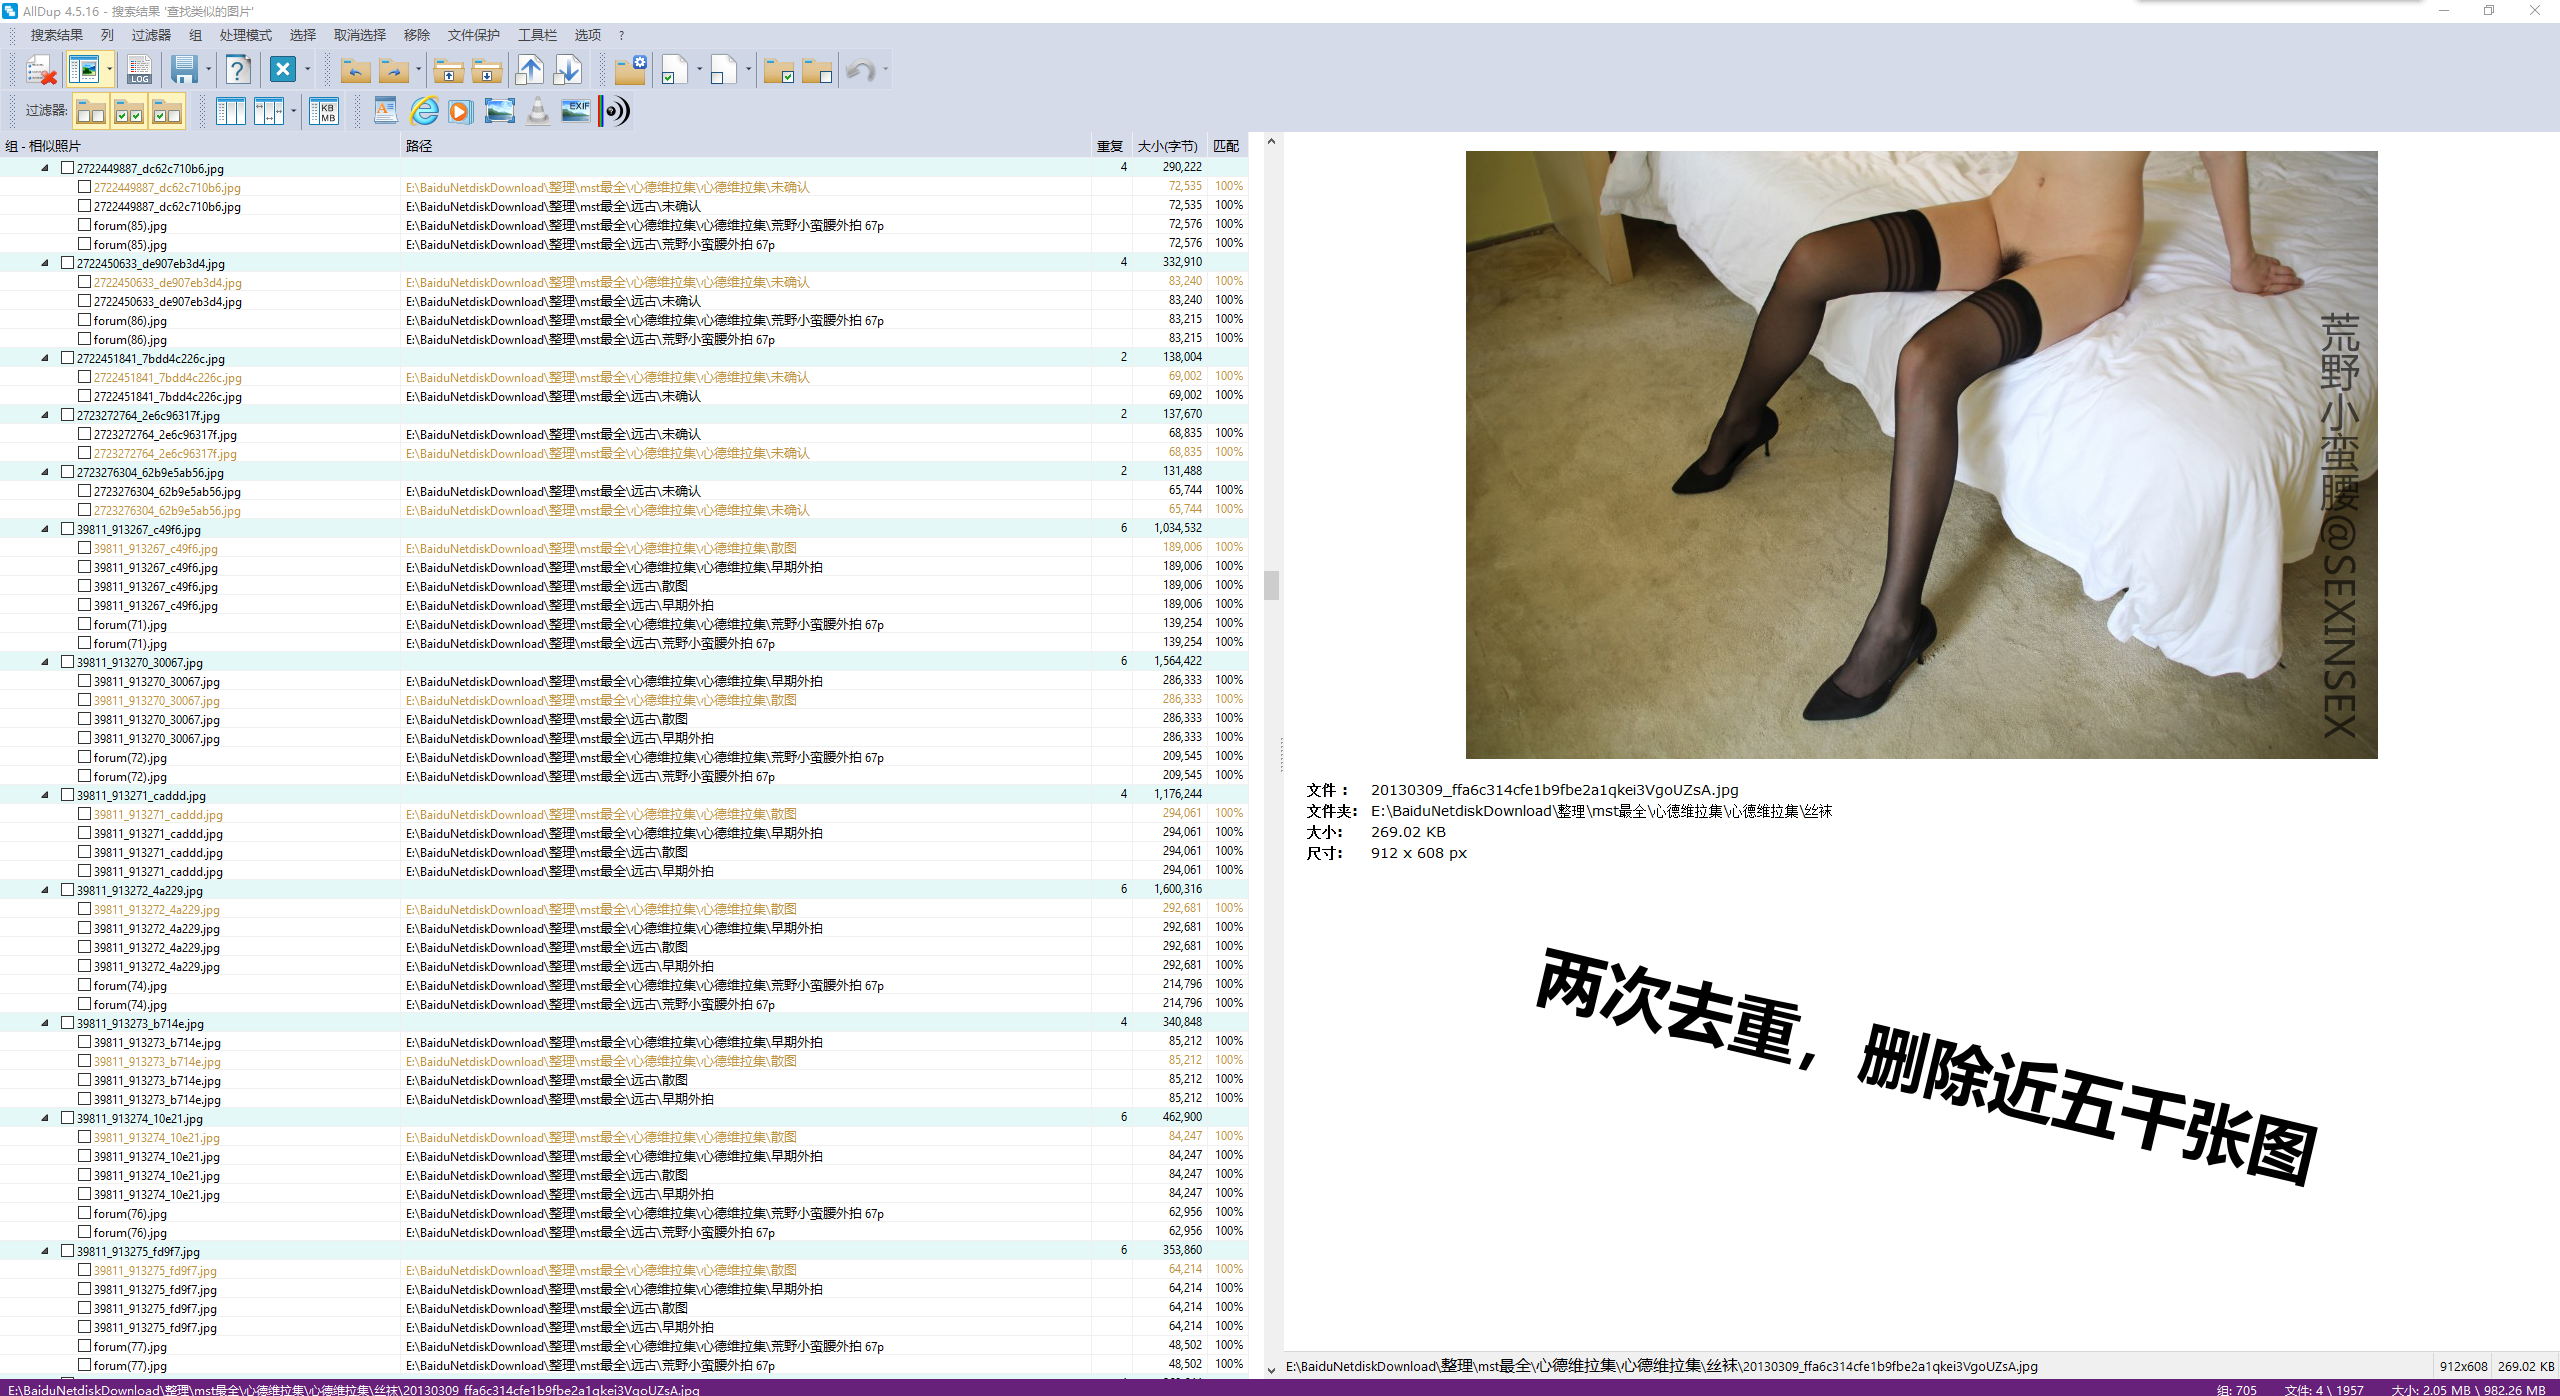 AllDup 4.5.16 - 搜索结果 '查找类似的图片'
搜索结果 列 过滤器 组 处理模式 选择 取消选择 移除 文件保护 工具栏 选项 ?
LOG
过滤器: KB MB EXIF
组 - 相似照片 路径 重复 大小(字节) 匹配
2722449887_dc62c710b6.jpg 4 290,222
2722449887_dc62c710b6.jpg E:\BaiduNetdiskDownload\整理\mst最全\心德维拉集\心德维拉集\未确认 72,535 100%
2722449887_dc62c710b6.jpg E:\BaiduNetdiskDownload\整理\mst最全\远古\未确认 72,535 100%
forum(85).jpg E:\BaiduNetdiskDownload\整理\mst最全\心德维拉集\心德维拉集\荒野小蛮腰外拍 67p 72,576 100%
forum(85).jpg E:\BaiduNetdiskDownload\整理\mst最全\远古\荒野小蛮腰外拍 67p 72,576 100%
2722450633_de907eb3d4.jpg 4 332,910
2722450633_de907eb3d4.jpg E:\BaiduNetdiskDownload\整理\mst最全\心德维拉集\心德维拉集\未确认 83,240 100%
2722450633_de907eb3d4.jpg E:\BaiduNetdiskDownload\整理\mst最全\远古\未确认 83,240 100%
forum(86).jpg E:\BaiduNetdiskDownload\整理\mst最全\心德维拉集\心德维拉集\荒野小蛮腰外拍 67p 83,215 100%
forum(86).jpg E:\BaiduNetdiskDownload\整理\mst最全\远古\荒野小蛮腰外拍 67p 83,215 100%
2722451841_7bdd4c226c.jpg 2 138,004
2722451841_7bdd4c226c.jpg E:\BaiduNetdiskDownload\整理\mst最全\心德维拉集\心德维拉集\未确认 69,002 100%
2722451841_7bdd4c226c.jpg E:\BaiduNetdiskDownload\整理\mst最全\远古\未确认 69,002 100%
2723272764_2e6c96317f.jpg 2 137,670
2723272764_2e6c96317f.jpg E:\BaiduNetdiskDownload\整理\mst最全\远古\未确认 68,835 100%
2723272764_2e6c96317f.jpg E:\BaiduNetdiskDownload\整理\mst最全\心德维拉集\心德维拉集\未确认 68,835 100%
2723276304_62b9e5ab56.jpg 2 131,488
2723276304_62b9e5ab56.jpg E:\BaiduNetdiskDownload\整理\mst最全\远古\未确认 65,744 100%
2723276304_62b9e5ab56.jpg E:\BaiduNetdiskDownload\整理\mst最全\心德维拉集\心德维拉集\未确认 65,744 100%
39811_913267_c49f6.jpg 6 1,034,532
39811_913267_c49f6.jpg E:\BaiduNetdiskDownload\整理\mst最全\心德维拉集\心德维拉集\散图 189,006 100%
39811_913267_c49f6.jpg E:\BaiduNetdiskDownload\整理\mst最全\心德维拉集\心德维拉集\早期外拍 189,006 100%
39811_913267_c49f6.jpg E:\BaiduNetdiskDownload\整理\mst最全\远古\散图 189,006 100%
39811_913267_c49f6.jpg E:\BaiduNetdiskDownload\整理\mst最全\远古\早期外拍 189,006 100%
forum(71).jpg E:\BaiduNetdiskDownload\整理\mst最全\心德维拉集\心德维拉集\荒野小蛮腰外拍 67p 139,254 100%
forum(71).jpg E:\BaiduNetdiskDownload\整理\mst最全\远古\荒野小蛮腰外拍 67p 139,254 100%
39811_913270_30067.jpg 6 1,564,422
39811_913270_30067.jpg E:\BaiduNetdiskDownload\整理\mst最全\心德维拉集\心德维拉集\早期外拍 286,333 100%
39811_913270_30067.jpg E:\BaiduNetdiskDownload\整理\mst最全\心德维拉集\心德维拉集\散图 286,333 100%
39811_913270_30067.jpg E:\BaiduNetdiskDownload\整理\mst最全\远古\散图 286,333 100%
39811_913270_30067.jpg E:\BaiduNetdiskDownload\整理\mst最全\远古\早期外拍 286,333 100%
forum(72).jpg E:\BaiduNetdiskDownload\整理\mst最全\心德维拉集\心德维拉集\荒野小蛮腰外拍 67p 209,545 100%
forum(72).jpg E:\BaiduNetdiskDownload\整理\mst最全\远古\荒野小蛮腰外拍 67p 209,545 100%
39811_913271_caddd.jpg 4 1,176,244
39811_913271_caddd.jpg E:\BaiduNetdiskDownload\整理\mst最全\心德维拉集\心德维拉集\散图 294,061 100%
39811_913271_caddd.jpg E:\BaiduNetdiskDownload\整理\mst最全\心德维拉集\心德维拉集\早期外拍 294,061 100%
39811_913271_caddd.jpg E:\BaiduNetdiskDownload\整理\mst最全\远古\散图 294,061 100%
39811_913271_caddd.jpg E:\BaiduNetdiskDownload\整理\mst最全\远古\早期外拍 294,061 100%
39811_913272_4a229.jpg 6 1,600,316
39811_913272_4a229.jpg E:\BaiduNetdiskDownload\整理\mst最全\心德维拉集\心德维拉集\散图 292,681 100%
39811_913272_4a229.jpg E:\BaiduNetdiskDownload\整理\mst最全\心德维拉集\心德维拉集\早期外拍 292,681 100%
39811_913272_4a229.jpg E:\BaiduNetdiskDownload\整理\mst最全\远古\散图 292,681 100%
39811_913272_4a229.jpg E:\BaiduNetdiskDownload\整理\mst最全\远古\早期外拍 292,681 100%
forum(74).jpg E:\BaiduNetdiskDownload\整理\mst最全\心德维拉集\心德维拉集\荒野小蛮腰外拍 67p 214,796 100%
forum(74).jpg E:\BaiduNetdiskDownload\整理\mst最全\远古\荒野小蛮腰外拍 67p 214,796 100%
39811_913273_b714e.jpg 4 340,848
39811_913273_b714e.jpg E:\BaiduNetdiskDownload\整理\mst最全\心德维拉集\心德维拉集\早期外拍 85,212 100%
39811_913273_b714e.jpg E:\BaiduNetdiskDownload\整理\mst最全\心德维拉集\心德维拉集\散图 85,212 100%
39811_913273_b714e.jpg E:\BaiduNetdiskDownload\整理\mst最全\远古\散图 85,212 100%
39811_913273_b714e.jpg E:\BaiduNetdiskDownload\整理\mst最全\远古\早期外拍 85,212 100%
39811_913274_10e21.jpg 6 462,900
39811_913274_10e21.jpg E:\BaiduNetdiskDownload\整理\mst最全\心德维拉集\心德维拉集\散图 84,247 100%
39811_913274_10e21.jpg E:\BaiduNetdiskDownload\整理\mst最全\心德维拉集\心德维拉集\早期外拍 84,247 100%
39811_913274_10e21.jpg E:\BaiduNetdiskDownload\整理\mst最全\远古\散图 84,247 100%
39811_913274_10e21.jpg E:\BaiduNetdiskDownload\整理\mst最全\远古\早期外拍 84,247 100%
forum(76).jpg E:\BaiduNetdiskDownload\整理\mst最全\心德维拉集\心德维拉集\荒野小蛮腰外拍 67p 62,956 100%
forum(76).jpg E:\BaiduNetdiskDownload\整理\mst最全\远古\荒野小蛮腰外拍 67p 62,956 100%
39811_913275_fd9f7.jpg 6 353,860
39811_913275_fd9f7.jpg E:\BaiduNetdiskDownload\整理\mst最全\心德维拉集\心德维拉集\散图 64,214 100%
39811_913275_fd9f7.jpg E:\BaiduNetdiskDownload\整理\mst最全\心德维拉集\心德维拉集\早期外拍 64,214 100%
39811_913275_fd9f7.jpg E:\BaiduNetdiskDownload\整理\mst最全\远古\散图 64,214 100%
39811_913275_fd9f7.jpg E:\BaiduNetdiskDownload\整理\mst最全\远古\早期外拍 64,214 100%
forum(77).jpg E:\BaiduNetdiskDownload\整理\mst最全\心德维拉集\心德维拉集\荒野小蛮腰外拍 67p 48,502 100%
forum(77).jpg E:\BaiduNetdiskDownload\整理\mst最全\远古\荒野小蛮腰外拍 67p 48,502 100%
荒野小蛮腰@SEXINSEX
文件： 20130309_ffa6c314cfe1b9fbe2a1qkei3VgoUZsA.jpg
文件夹: E:\BaiduNetdiskDownload\整理\mst最全\心德维拉集\心德维拉集\丝袜
大小: 269.02 KB
尺寸: 912 x 608 px
两次去重，删除近五千张图
E:\BaiduNetdiskDownload\整理\mst最全\心德维拉集\心德维拉集\丝袜\20130309_ffa6c314cfe1b9fbe2a1qkei3VgoUZsA.jpg 912x608 269.02 KB
E:\BaiduNetdiskDownload\整理\mst最全\心德维拉集\心德维拉集\丝袜\20130309_ffa6c314cfe1b9fbe2a1qkei3VgoUZsA.jpg 组: 705 文件: 4 \ 1957 大小: 2.05 MB \ 982.26 MB